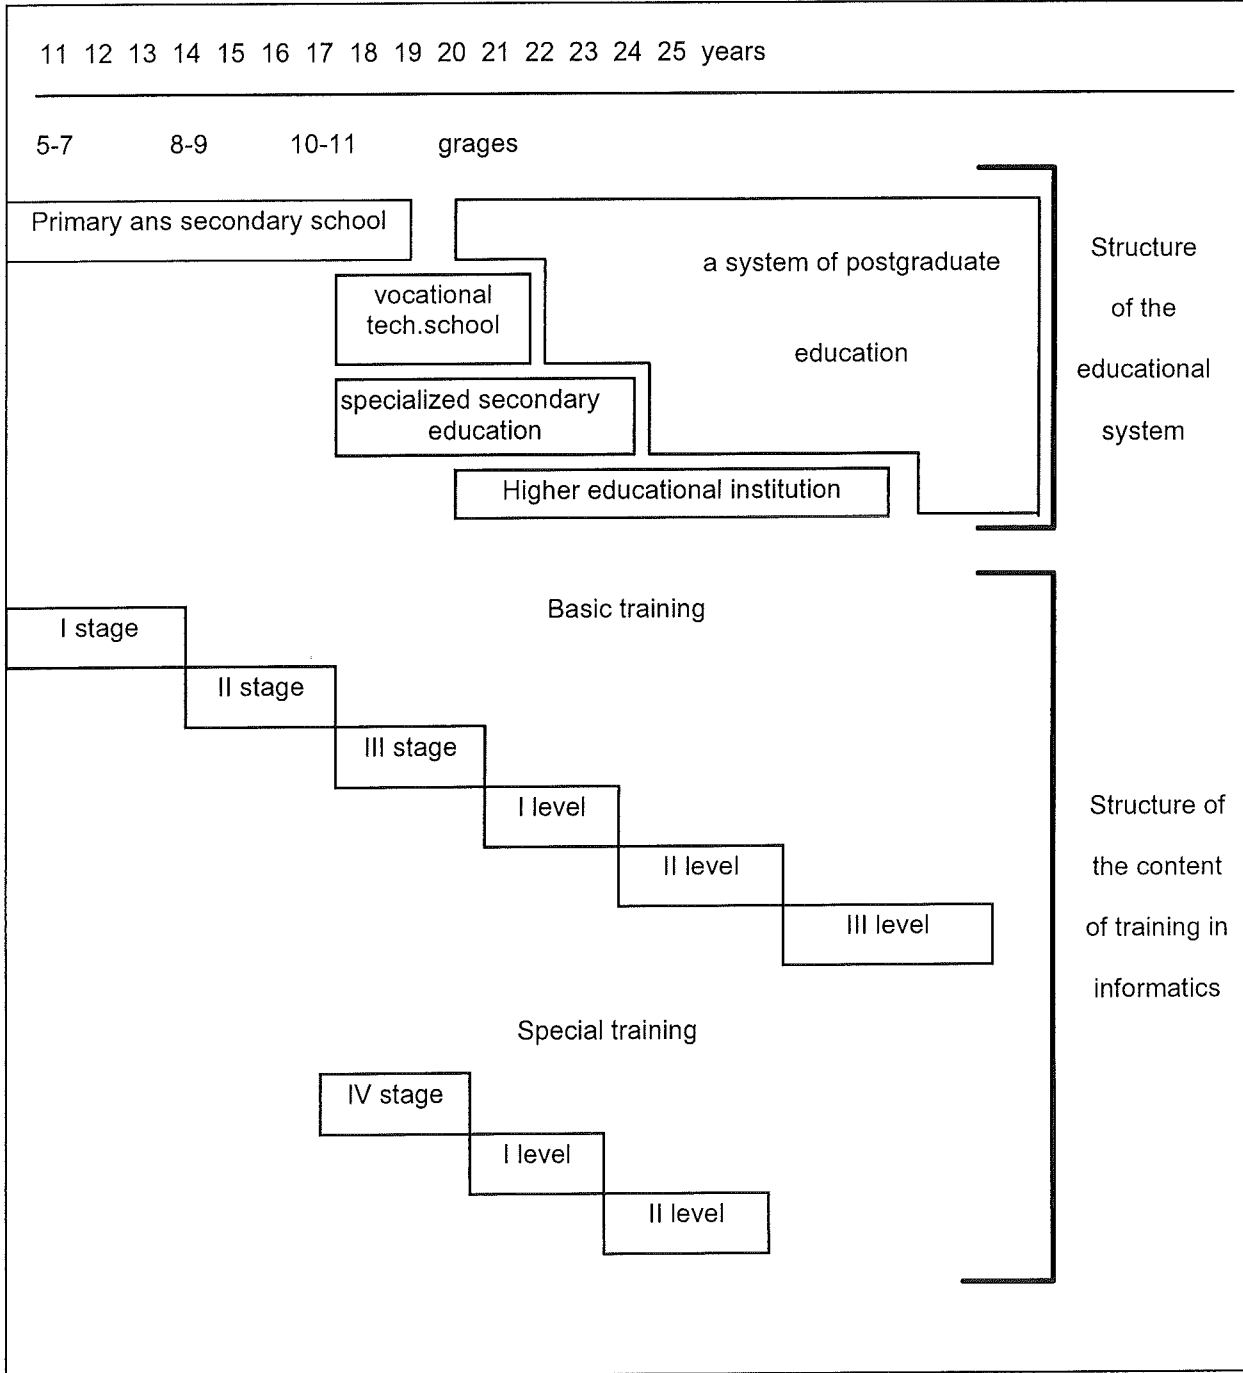 11 12 13 14 15 16 17 18 19 20 21 22 23 24 25 years
5-7 8-9 10-11 grages
Primary ans secondary school
a system of postgraduate
education
vocational
tech.school
specialized secondary
education
Higher educational institution
Structure
of the
educational
system
Basic training
I stage
II stage
III stage
I level
II level
III level
Special training
IV stage
I level
II level
Structure of
the content
of training in
informatics